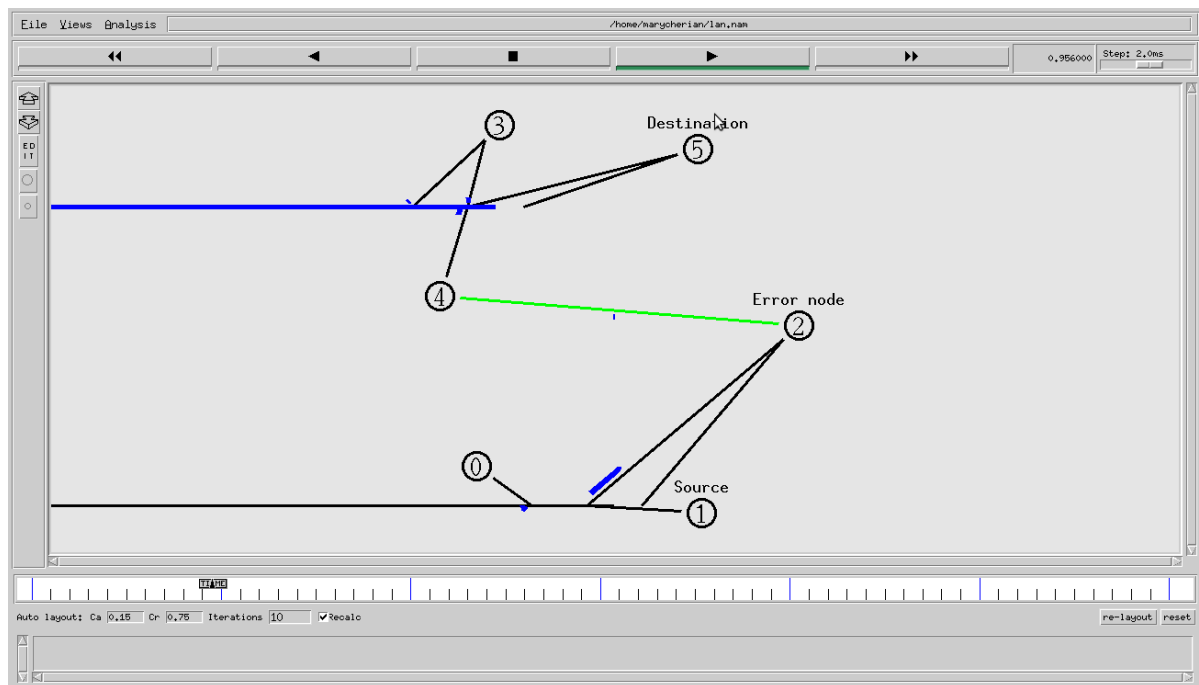 Eile Views Analysis /home/marycherian/lan.nam
0.956000 Step: 2.0ms
ED
IT
3
Destination
5
4
Error node
2
0
Source
1
TIME
Auto layout: Ca 0.15 Cr 0.75 Iterations 10 Recalc re-layout reset